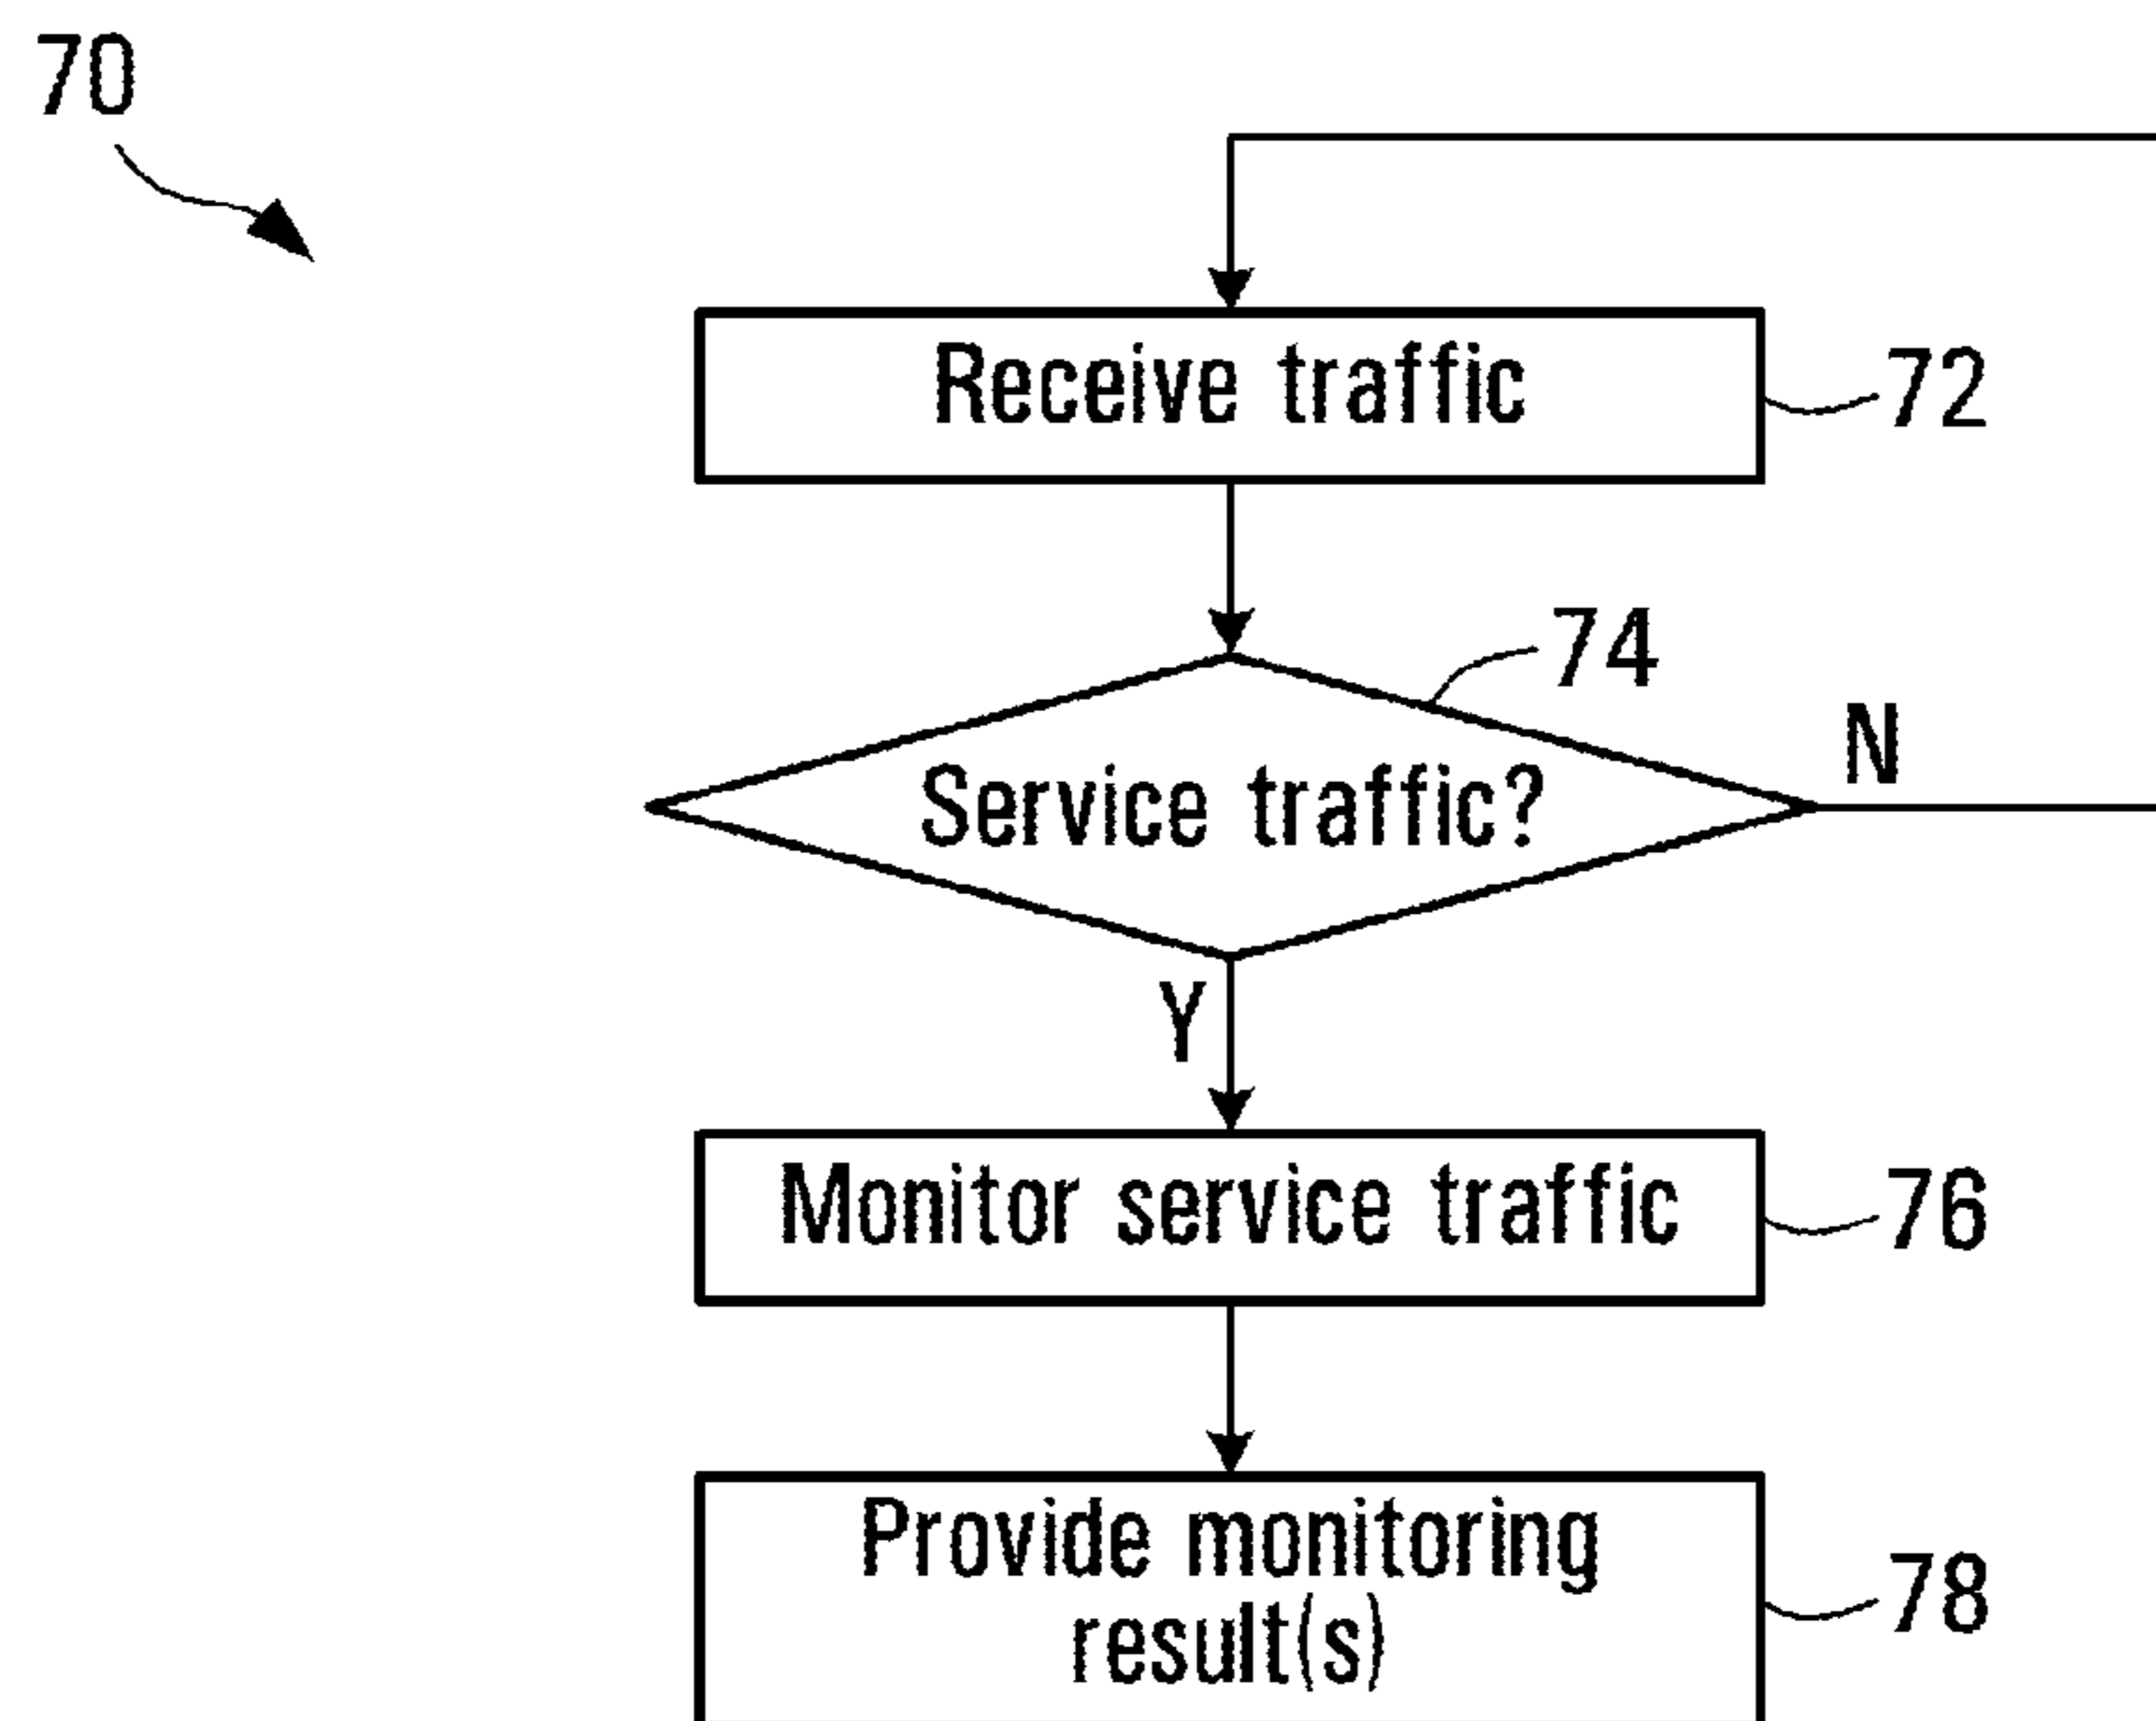 70
Receive traffic
72
74
Service traffic?
N
Y
Monitor service traffic
76
Provide monitoring
result(s)
78